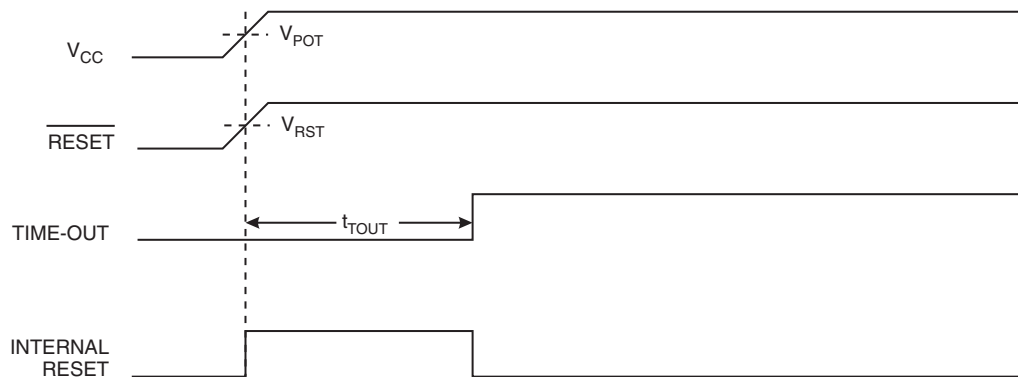 V_CC
V_POT
RESET
V_RST
TIME-OUT
t_TOUT
INTERNAL
RESET